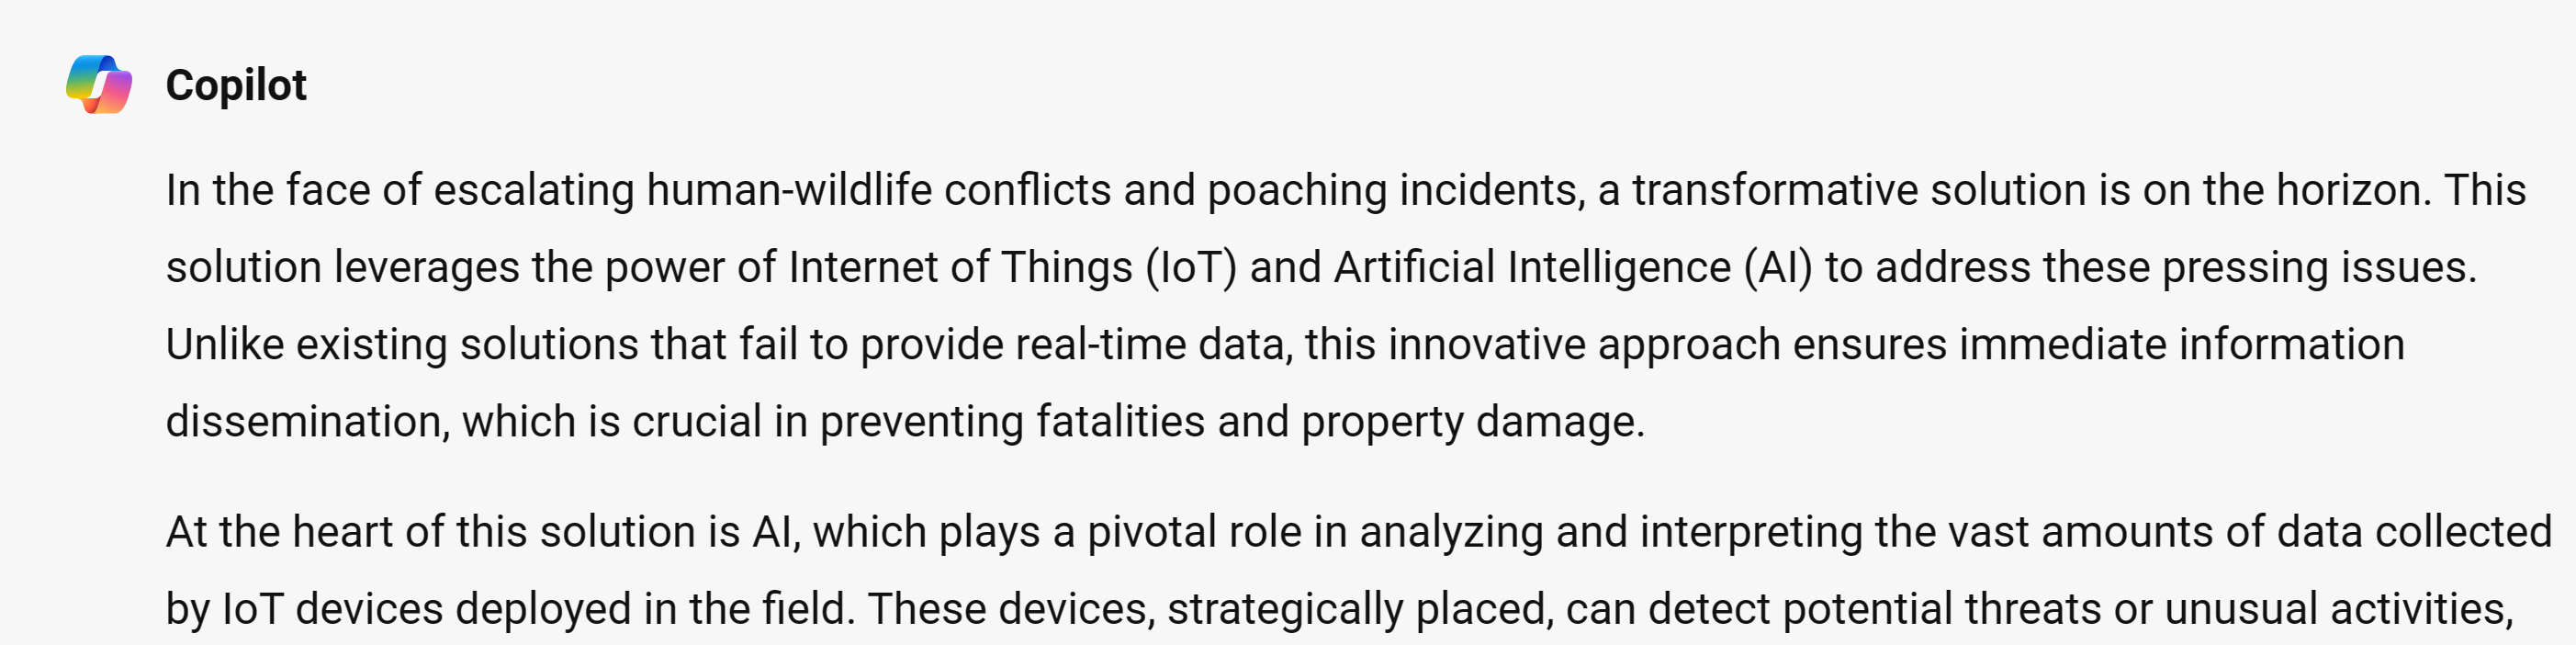 Copilot
In the face of escalating human-wildlife conflicts and poaching incidents, a transformative solution is on the horizon. This
solution leverages the power of Internet of Things (IoT) and Artificial Intelligence (AI) to address these pressing issues.
Unlike existing solutions that fail to provide real-time data, this innovative approach ensures immediate information
dissemination, which is crucial in preventing fatalities and property damage.
At the heart of this solution is AI, which plays a pivotal role in analyzing and interpreting the vast amounts of data collected
by IoT devices deployed in the field. These devices, strategically placed, can detect potential threats or unusual activities,